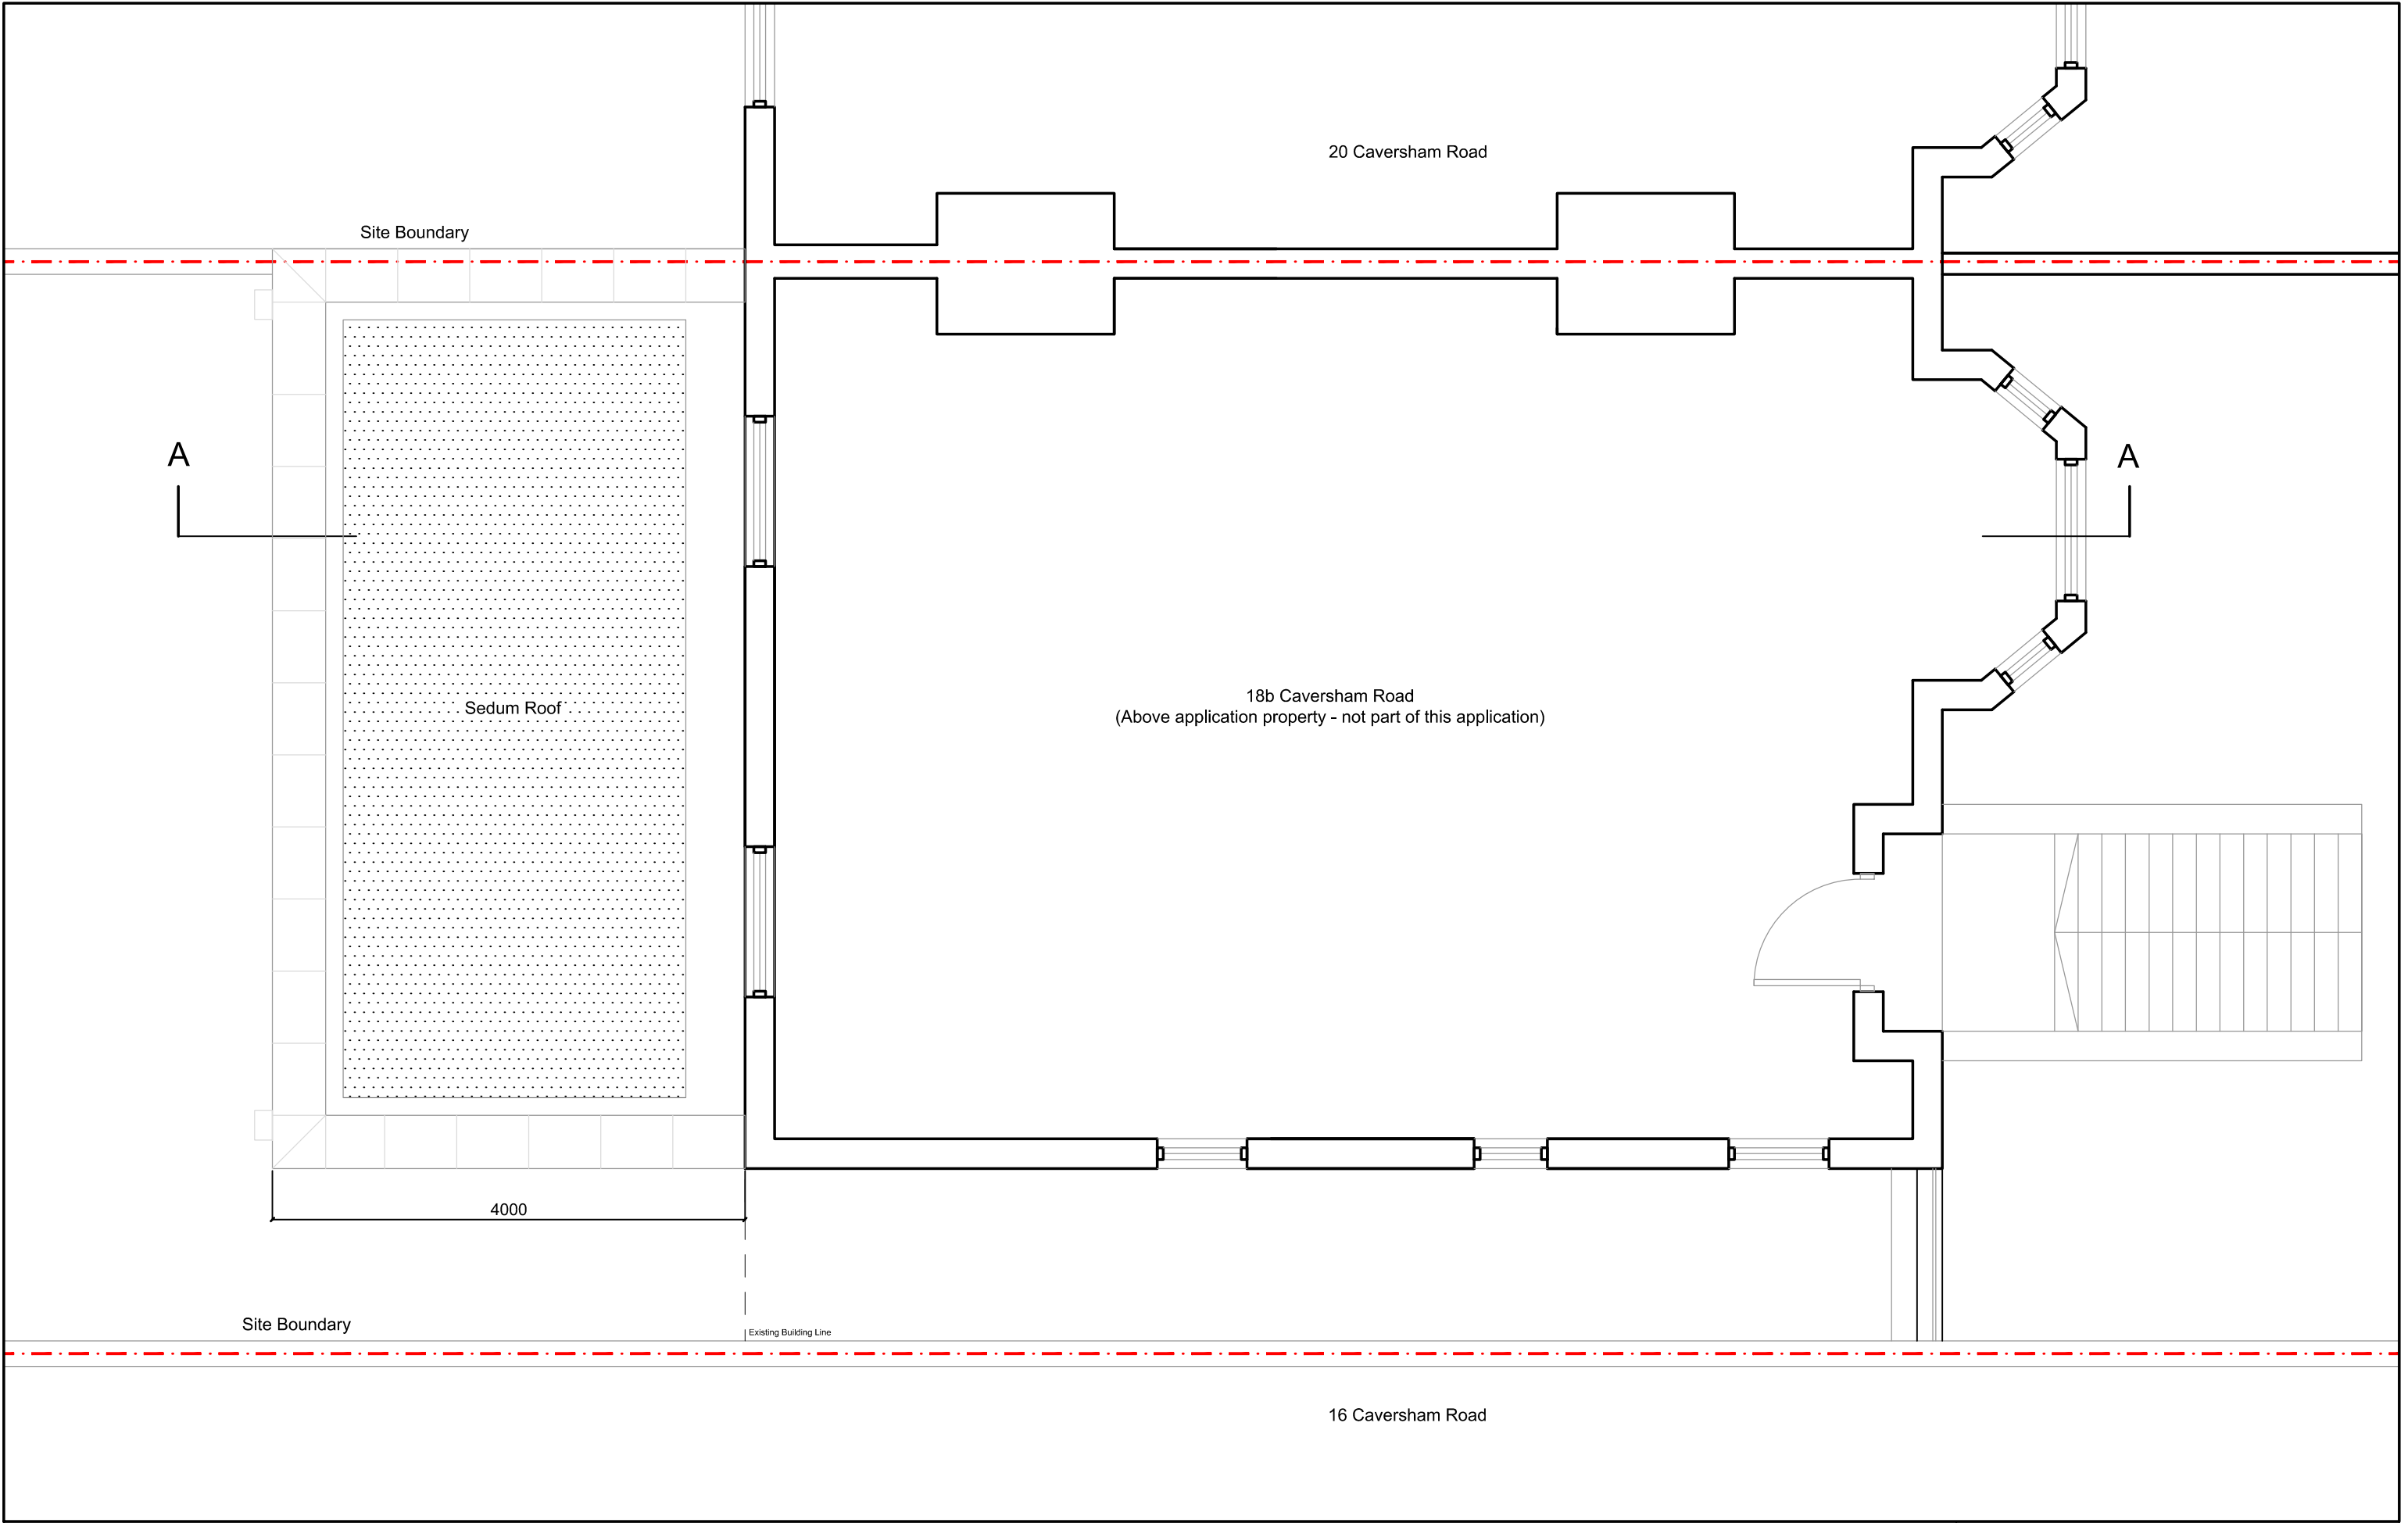 20 Caversham Road
Site Boundary
A
A
18b Caversham Road
(Above application property - not part of this application)
Sedum Roof
4000
Site Boundary
Existing Building Line
16 Caversham Road